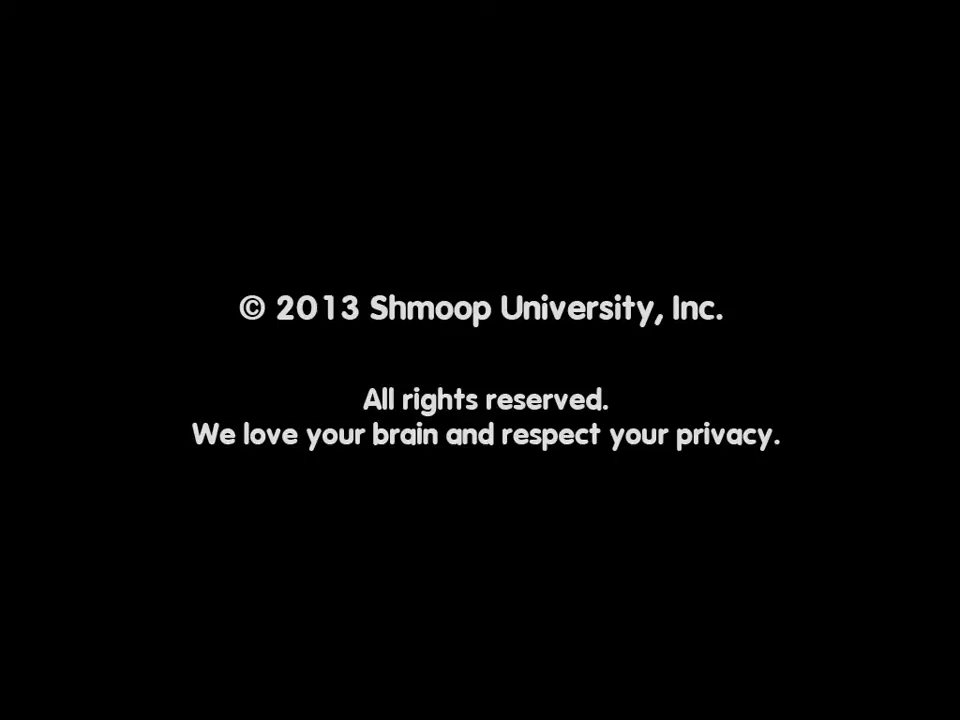 © 2013 Shmoop University, Inc.
All rights reserved.
We love your brain and respect your privacy.